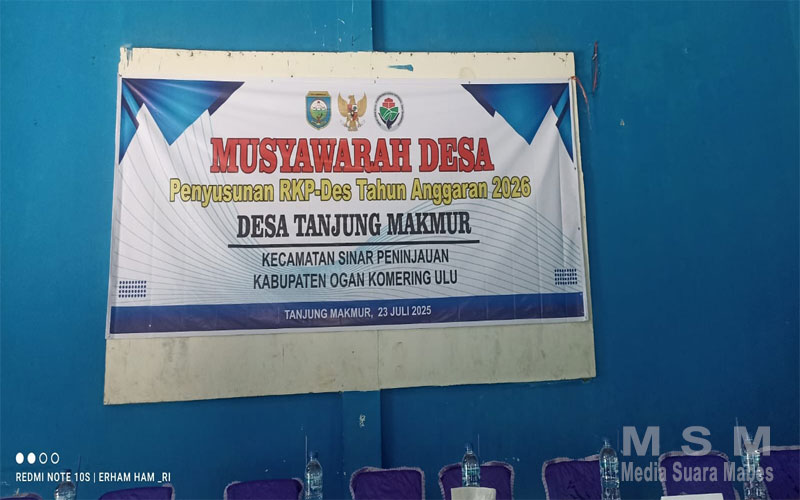 MUSYAWARAH DESA
Penyusunan RKP-Des Tahun Anggaran 2026
DESA TANJUNG MAKMUR
KECAMATAN SINAR PENINJAUAN
KABUPATEN OGAN KOMERING ULU
TANJUNG MAKMUR, 23 JULI 2025
REDMI NOTE 10S | ERHAM HAM _RI
M S M
Media Suara Mabes